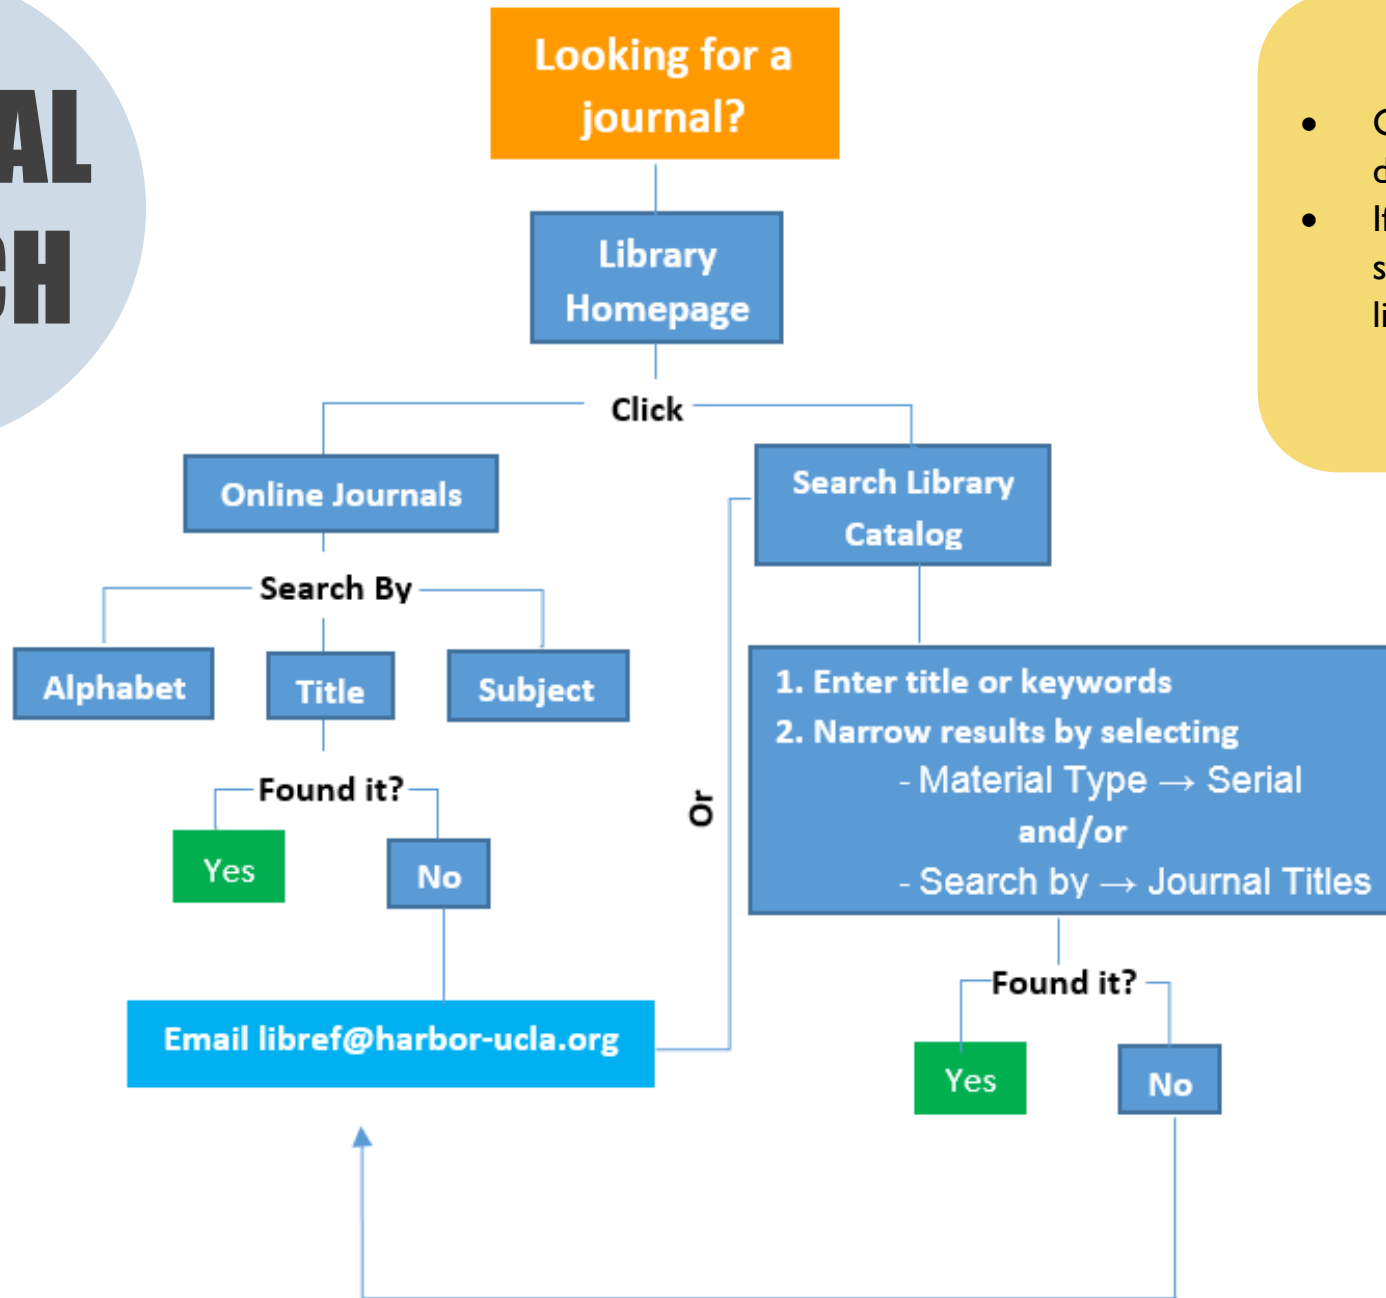 AL
CH
Looking for a
journal?
Library
Homepage
Click
Online Journals
Search Library
Catalog
Search By
Alphabet
Title
Subject
Found it?
Yes
No
Email libref@harbor-ucla.org
Or
1. Enter title or keywords
2. Narrow results by selecting
- Material Type → Serial
and/or
- Search by → Journal Titles
Found it?
Yes
No
•
•
If